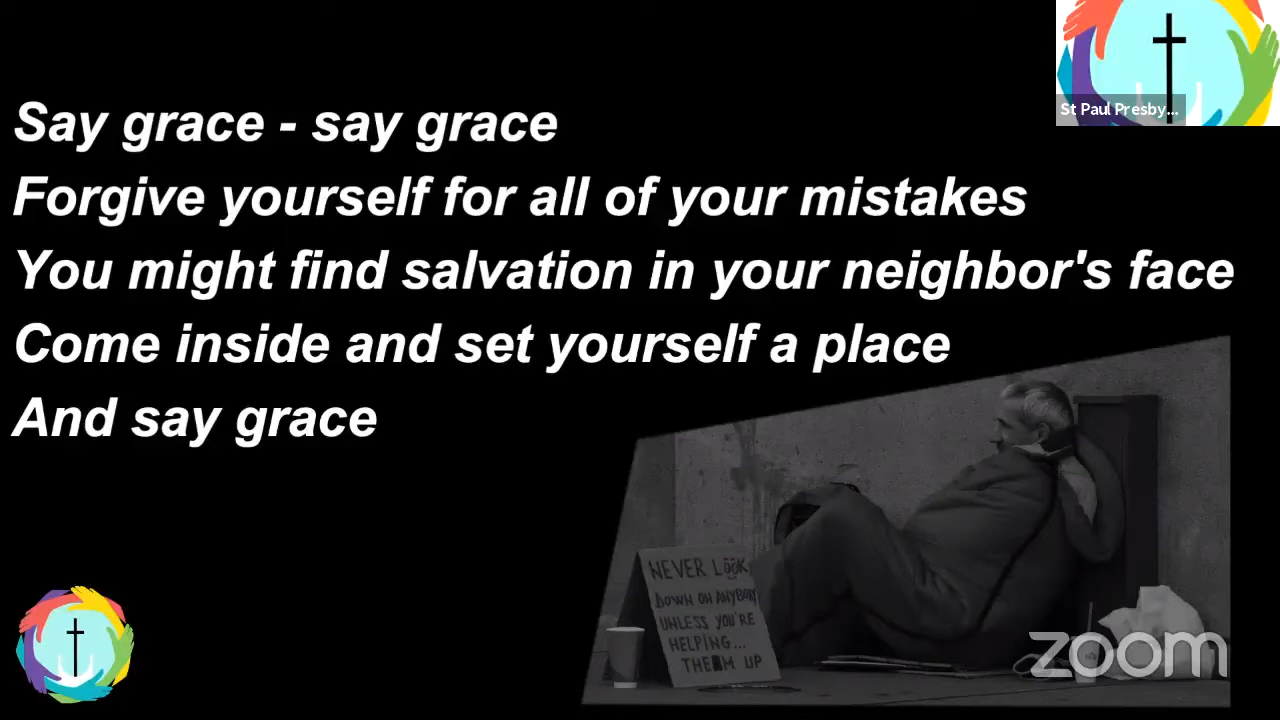 St Paul Presby...
Say grace - say grace
Forgive yourself for all of your mistakes
You might find salvation in your neighbor's face
Come inside and set yourself a place
And say grace
NEVER LOOK
DOWN ON ANYBODY
UNLESS YOU'RE
HELPING...
THEM UP
zoom